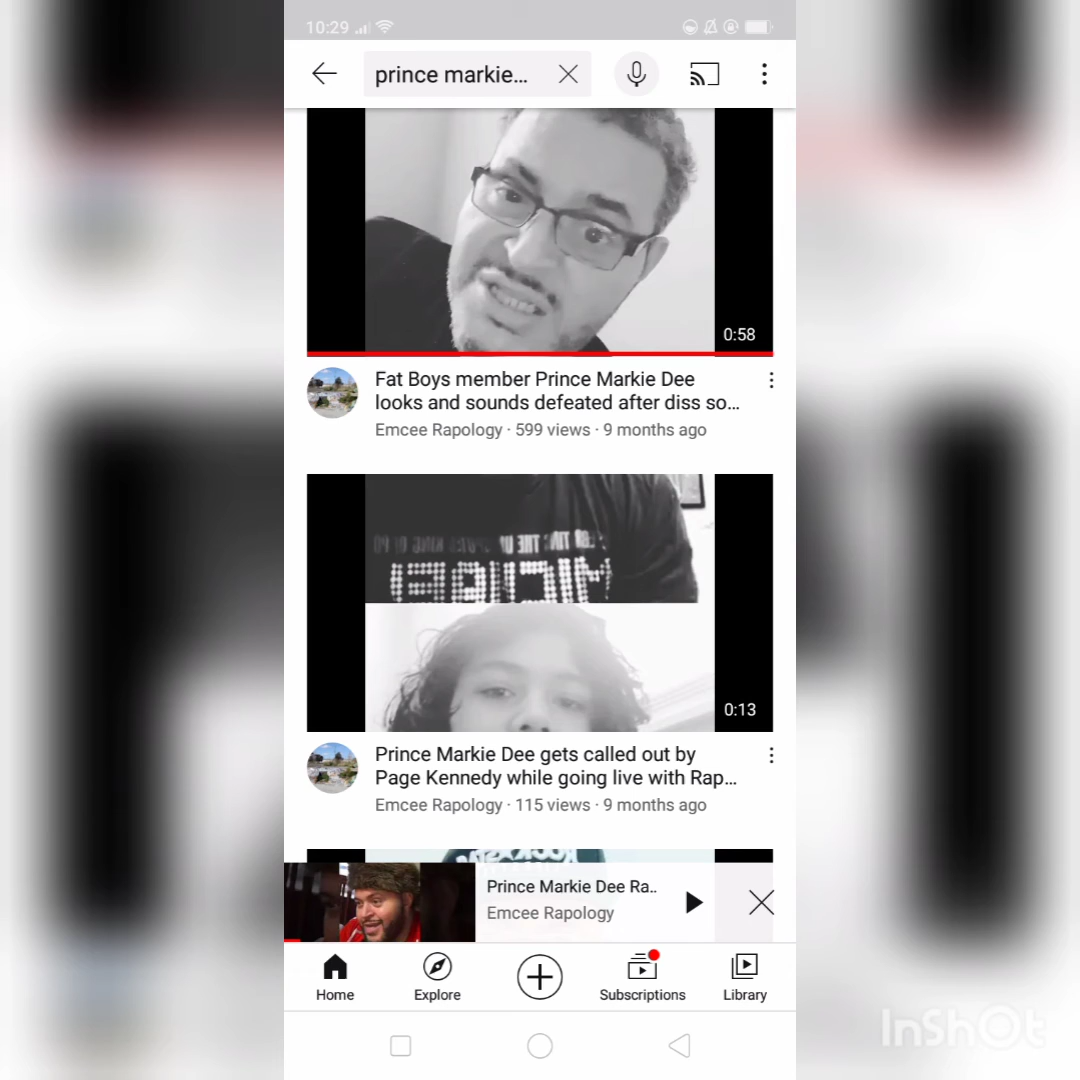 10:29
prince markie...
0:58
Fat Boys member Prince Markie Dee
looks and sounds defeated after diss so...
Emcee Rapology · 599 views · 9 months ago
0:13
Prince Markie Dee gets called out by
Page Kennedy while going live with Rap...
Emcee Rapology · 115 views · 9 months ago
Prince Markie Dee Ra..
Emcee Rapology
Home
Explore
Subscriptions
Library
InShOt